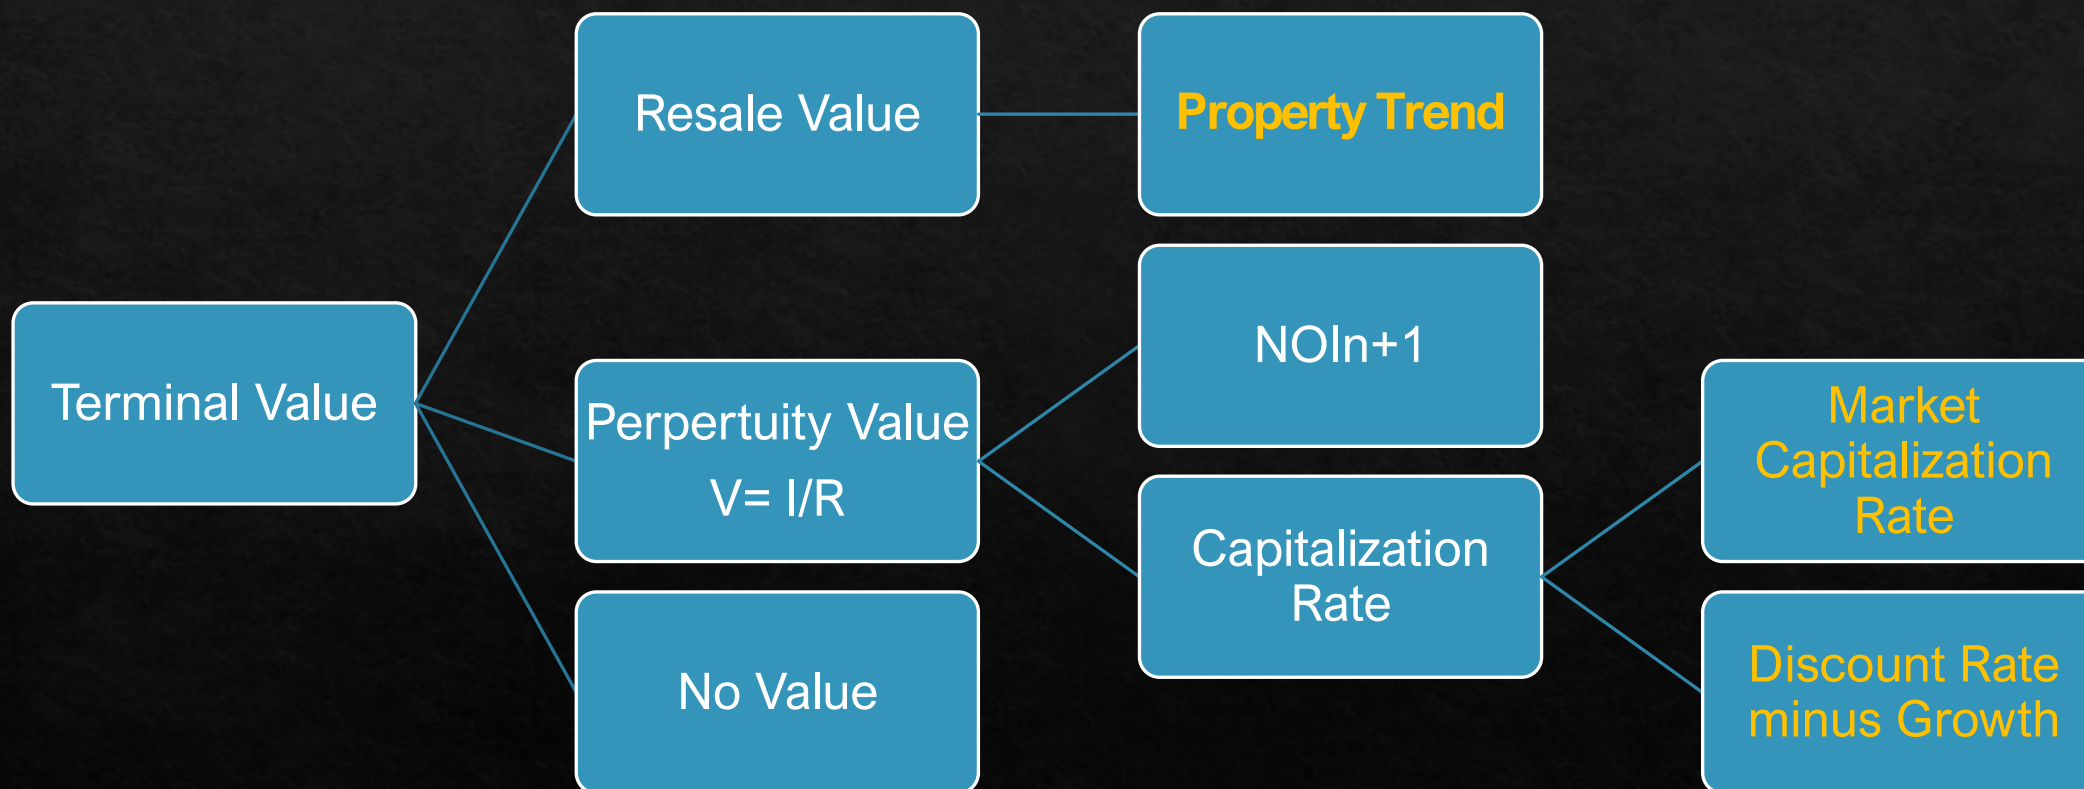 Terminal Value
Resale Value
Property Trend
Perpertuity Value
V= I/R
NOIn+1
Capitalization
Rate
Market
Capitalization
Rate
Discount Rate
minus Growth
No Value